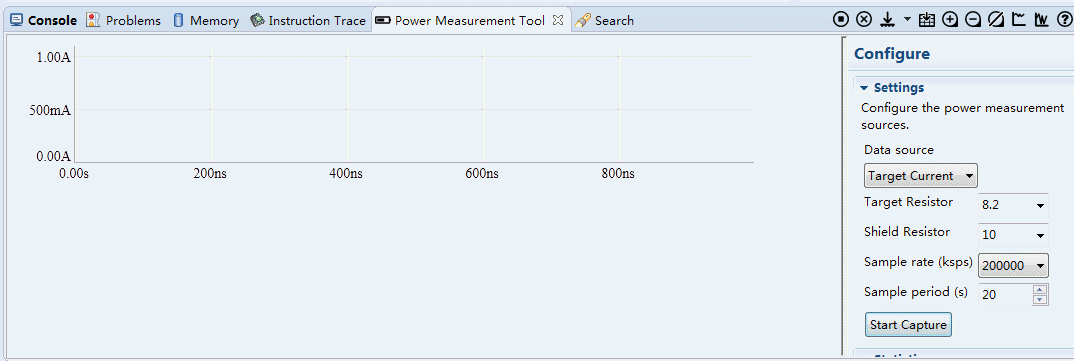 Console Problems Memory Instruction Trace Power Measurement Tool Search
1.00A
500mA
0.00A
0.00s 200ns 400ns 600ns 800ns
Configure
Settings
Configure the power measurement
sources.
Data source
Target Current
Target Resistor 8.2
Shield Resistor 10
Sample rate (ksps) 200000
Sample period (s) 20
Start Capture